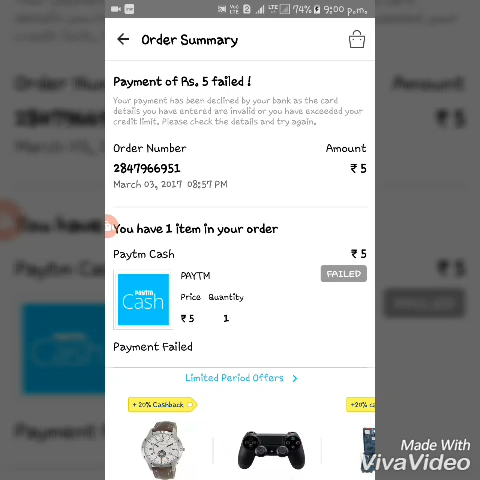 VoLTE LTE 74% 9:00 p.m.
Order Summary
Payment of Rs. 5 failed !
Your payment has been declined by your bank as the card
details you have entered are invalid or you have exceeded your
credit limit. Please check the details and try again.
Order Number Amount
2847966951 ₹ 5
March 03, 2017 08:57 PM
You have 1 item in your order
Paytm Cash ₹ 5
PAYTM FAILED
PAYTM
Cash
Price Quantity
₹ 5 1
Payment Failed
Limited Period Offers >
+ 20% Cashback +20% ca
Made With
VivaVideo